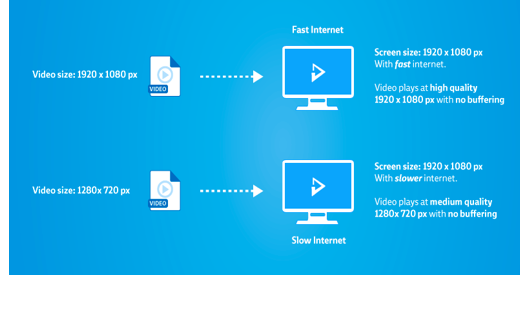 Fast Internet
Video size: 1920 x 1080 px
VIDEO
Screen size: 1920 x 1080 px
With fast internet.
Video plays at high quality
1920 x 1080 px with no buffering
Video size: 1280x 720 px
VIDEO
Screen size: 1920 x 1080 px
With slower internet.
Video plays at medium quality
1280x 720 px with no buffering
Slow Internet